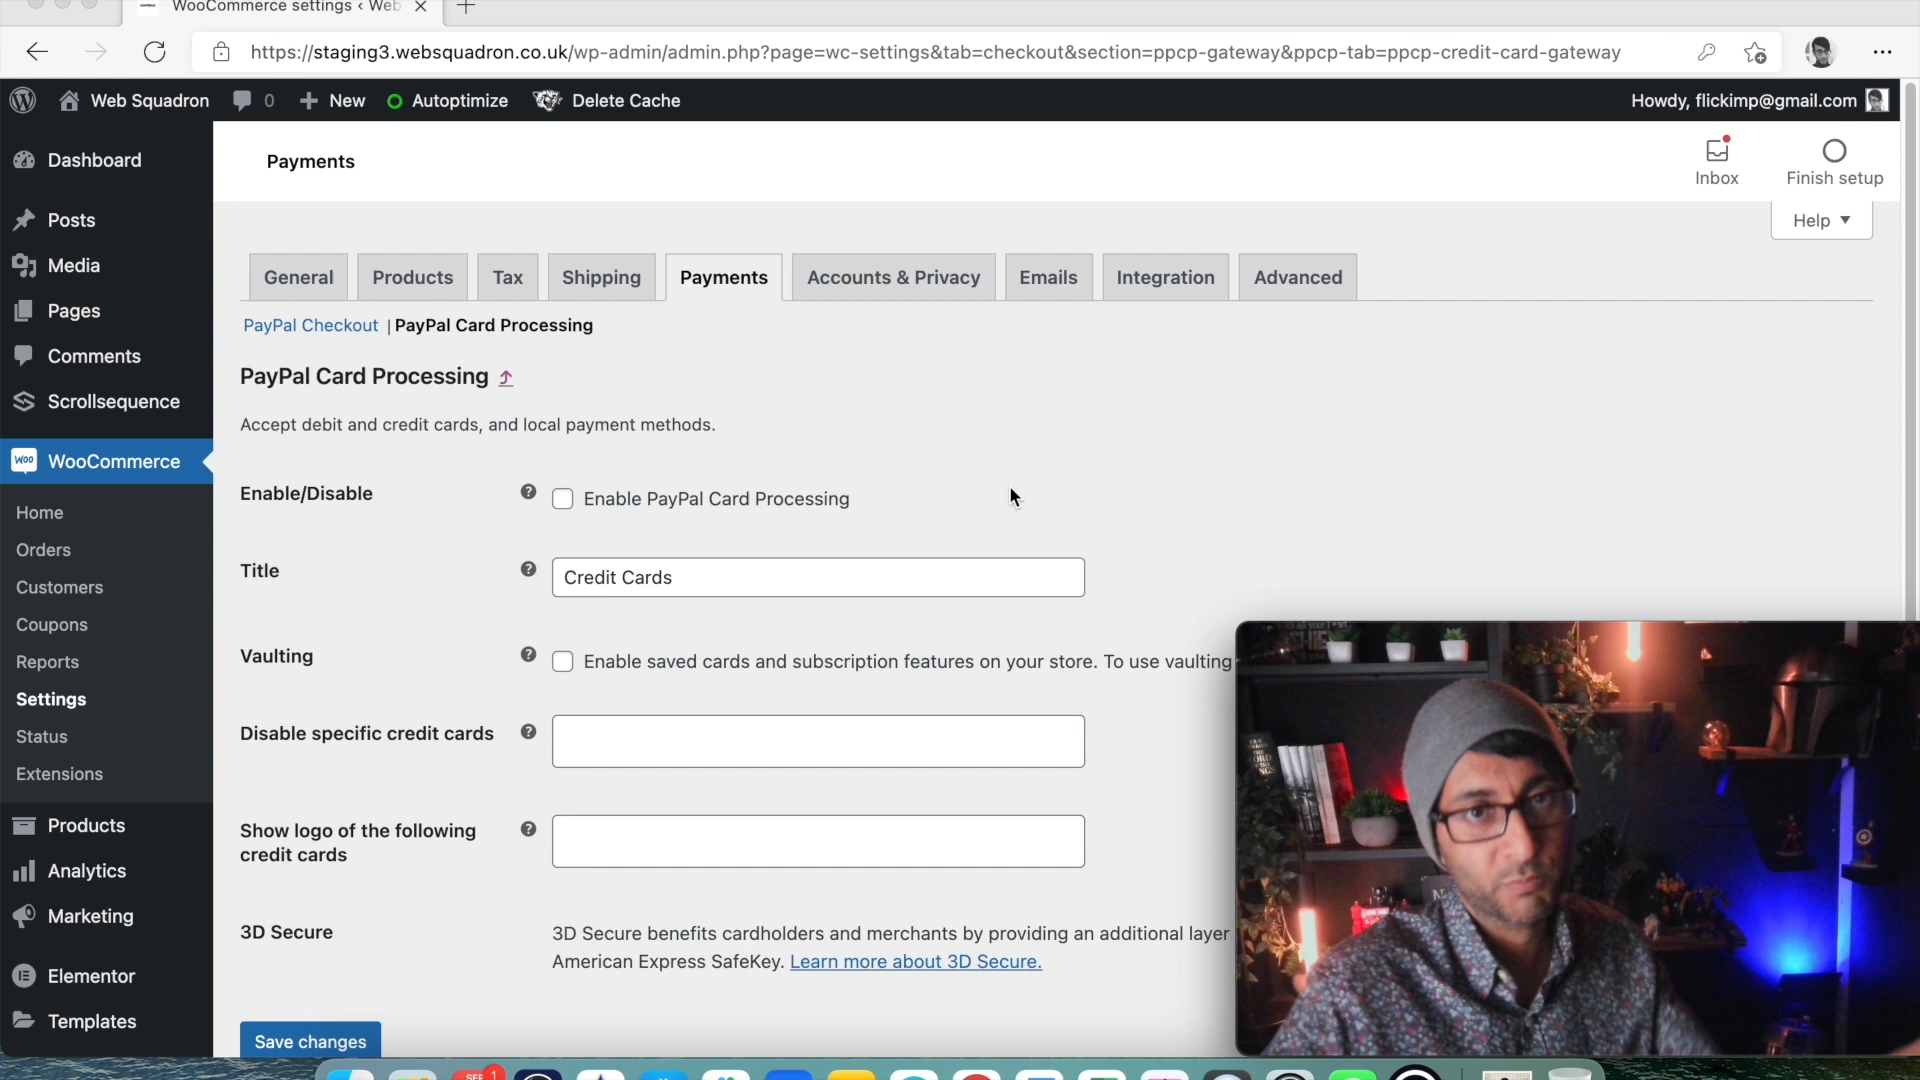 WooCommerce settings ‹ Web
https://staging3.websquadron.co.uk/wp-admin/admin.php?page=wc-settings&tab=checkout&section=ppcp-gateway&ppcp-tab=ppcp-credit-card-gateway
Web Squadron 0 New Autoptimize Delete Cache Howdy, flickimp@gmail.com
Dashboard
Posts
Media
Pages
Comments
Scrollsequence
Woo WooCommerce
Home
Orders
Customers
Coupons
Reports
Settings
Status
Extensions
Products
Analytics
Marketing
Elementor
Templates
Payments
Inbox
Finish setup
Help
General Products Tax Shipping Payments Accounts & Privacy Emails Integration Advanced
PayPal Checkout | PayPal Card Processing
PayPal Card Processing
Accept debit and credit cards, and local payment methods.
Enable/Disable Enable PayPal Card Processing
Title Credit Cards
Vaulting Enable saved cards and subscription features on your store. To use vaulting
Disable specific credit cards
Show logo of the following
credit cards
3D Secure 3D Secure benefits cardholders and merchants by providing an additional layer
American Express SafeKey. Learn more about 3D Secure.
Save changes
SEP 1